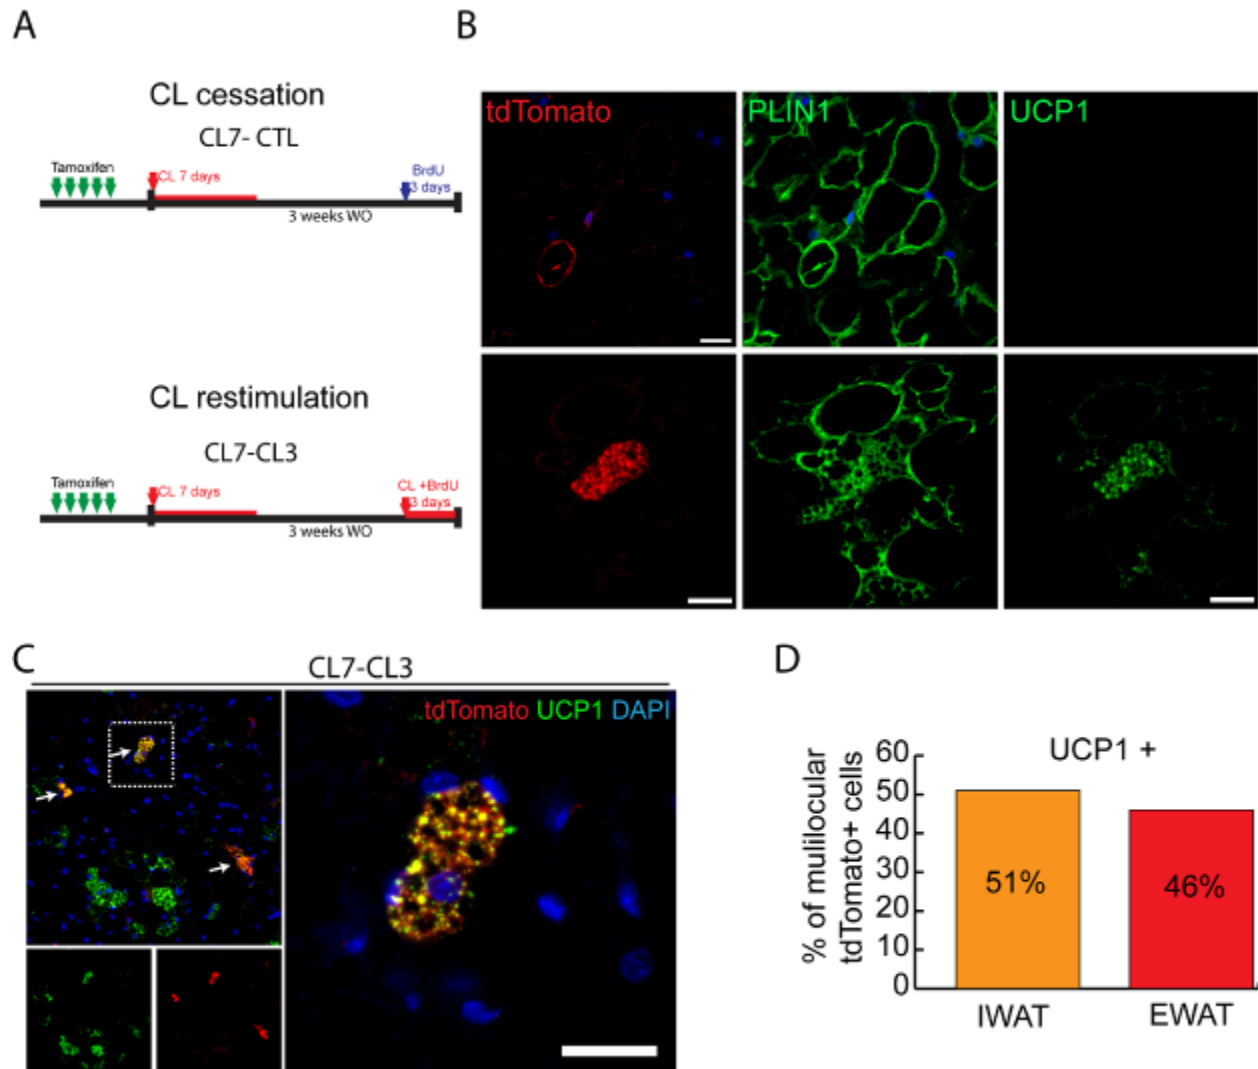 A
CL cessation
CL7- CTL
Tamoxifen
CL 7 days
BrdU
3 days
3 weeks WO
CL restimulation
CL7-CL3
Tamoxifen
CL 7 days
CL +BrdU
3 days
3 weeks WO
B
tdTomato
PLIN1
UCP1
C
CL7-CL3
tdTomato UCP1 DAPI
D
UCP1 +
% of mulilocular
tdTomato+ cells
60
50
40
30
20
10
0
51%
46%
IWAT
EWAT